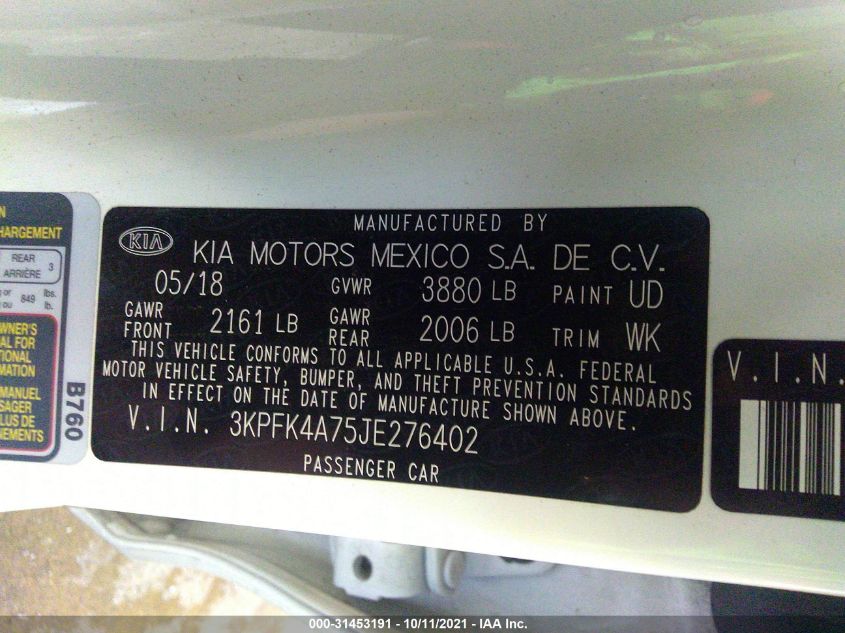 MANUFACTURED BY
KIA
KIA MOTORS MEXICO S.A. DE C.V.
05/18 GVWR 3880 LB PAINT UD
GAWR FRONT 2161 LB GAWR REAR 2006 LB TRIM WK
THIS VEHICLE CONFORMS TO ALL APPLICABLE U.S.A. FEDERAL
MOTOR VEHICLE SAFETY, BUMPER, AND THEFT PREVENTION STANDARDS
IN EFFECT ON THE DATE OF MANUFACTURE SHOWN ABOVE.
V.I.N. 3KPFK4A75JE276402
PASSENGER CAR
REAR
ARRIÈRE 3
849 lbs.
ou lb.
B760
V.I.N.
000-31453191 - 10/11/2021 - IAA Inc.